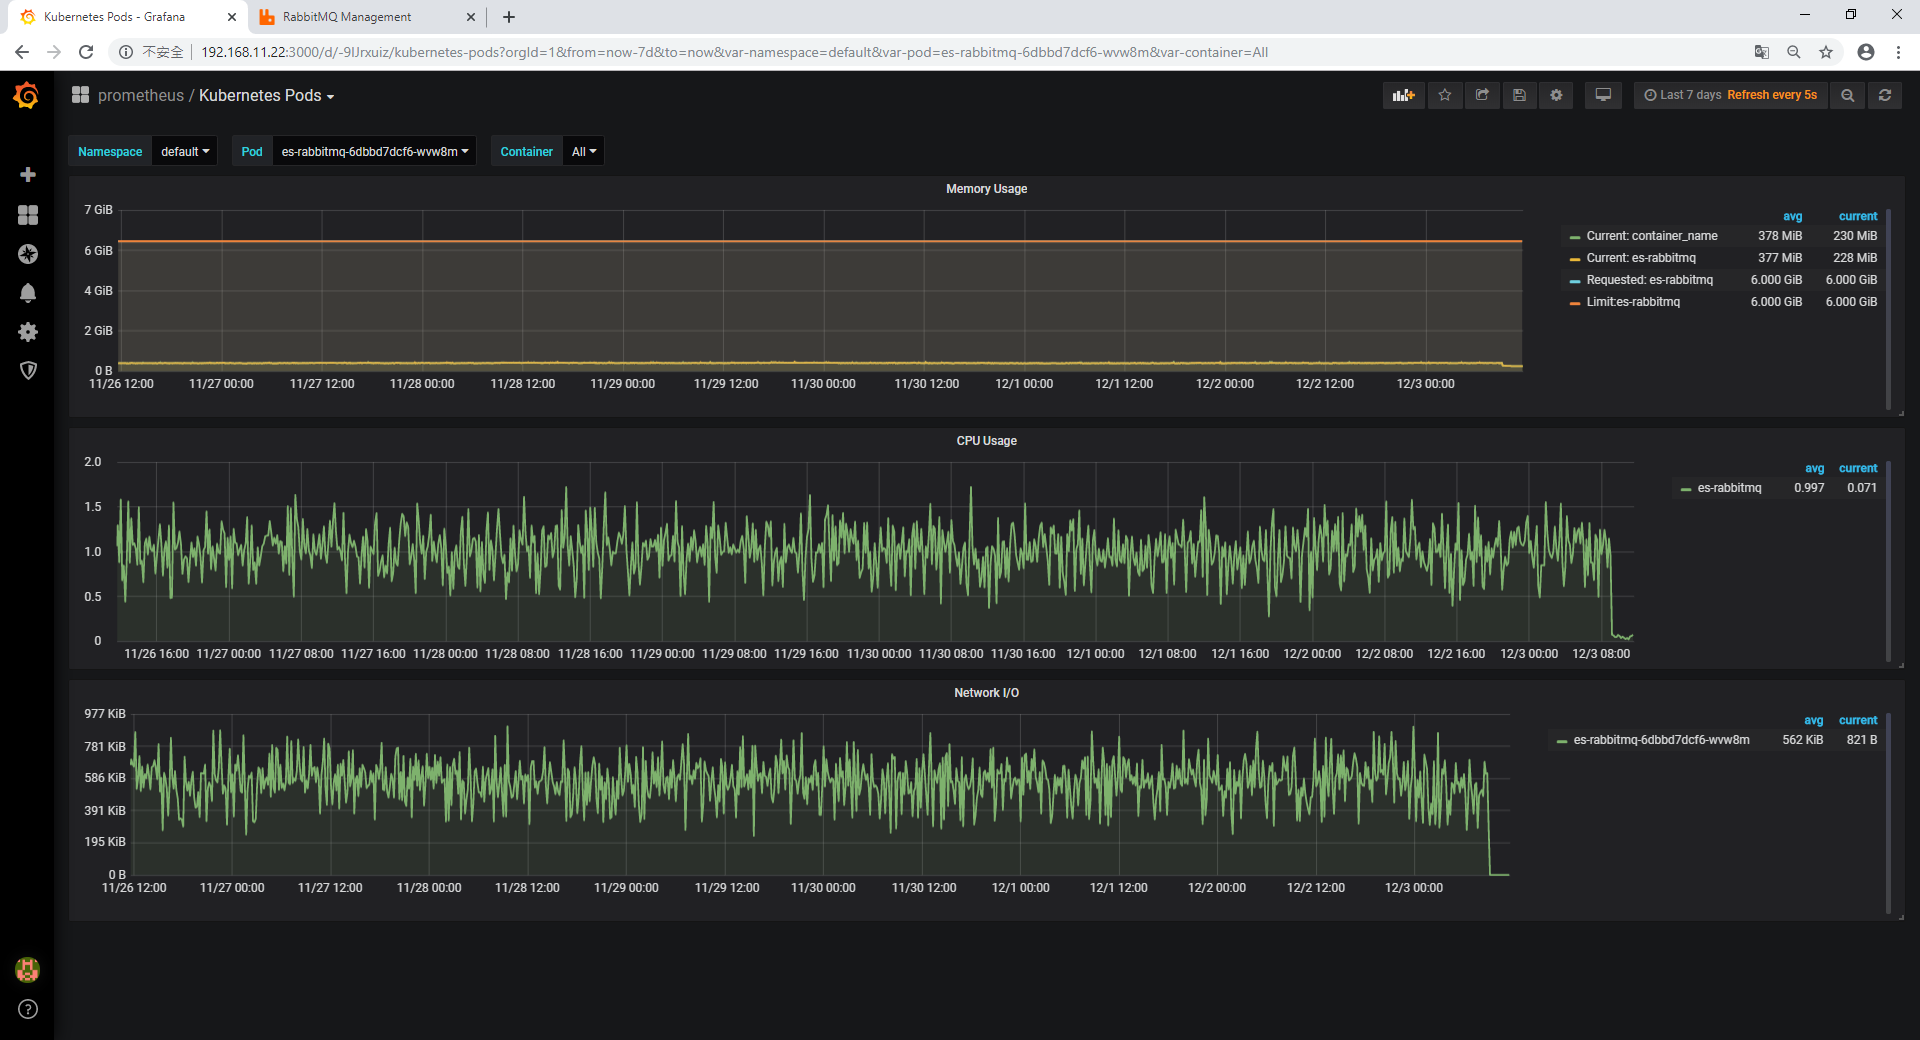 Kubernetes Pods - Grafana
RabbitMQ Management
不安全
192.168.11.22:3000/d/-9IJrxuiz/kubernetes-pods?orgId=1&from=now-7d&to=now&var-namespace=default&var-pod=es-rabbitmq-6dbbd7dcf6-wvw8m&var-container=All
prometheus / Kubernetes Pods
Last 7 days Refresh every 5s
Namespace default Pod es-rabbitmq-6dbbd7dcf6-wvw8m Container All
Memory Usage
7 GiB
6 GiB
4 GiB
2 GiB
0 B
11/26 12:00 11/27 00:00 11/27 12:00 11/28 00:00 11/28 12:00 11/29 00:00 11/29 12:00 11/30 00:00 11/30 12:00 12/1 00:00 12/1 12:00 12/2 00:00 12/2 12:00 12/3 00:00
avg current
Current: container_name 378 MiB 230 MiB
Current: es-rabbitmq 377 MiB 228 MiB
Requested: es-rabbitmq 6.000 GiB 6.000 GiB
Limit:es-rabbitmq 6.000 GiB 6.000 GiB
CPU Usage
2.0
1.5
1.0
0.5
0
11/26 16:00 11/27 00:00 11/27 08:00 11/27 16:00 11/28 00:00 11/28 08:00 11/28 16:00 11/29 00:00 11/29 08:00 11/29 16:00 11/30 00:00 11/30 08:00 11/30 16:00 12/1 00:00 12/1 08:00 12/1 16:00 12/2 00:00 12/2 08:00 12/2 16:00 12/3 00:00 12/3 08:00
avg current
es-rabbitmq 0.997 0.071
Network I/O
977 KiB
781 KiB
586 KiB
391 KiB
195 KiB
0 B
11/26 12:00 11/27 00:00 11/27 12:00 11/28 00:00 11/28 12:00 11/29 00:00 11/29 12:00 11/30 00:00 11/30 12:00 12/1 00:00 12/1 12:00 12/2 00:00 12/2 12:00 12/3 00:00
avg current
es-rabbitmq-6dbbd7dcf6-wvw8m 562 KiB 821 B